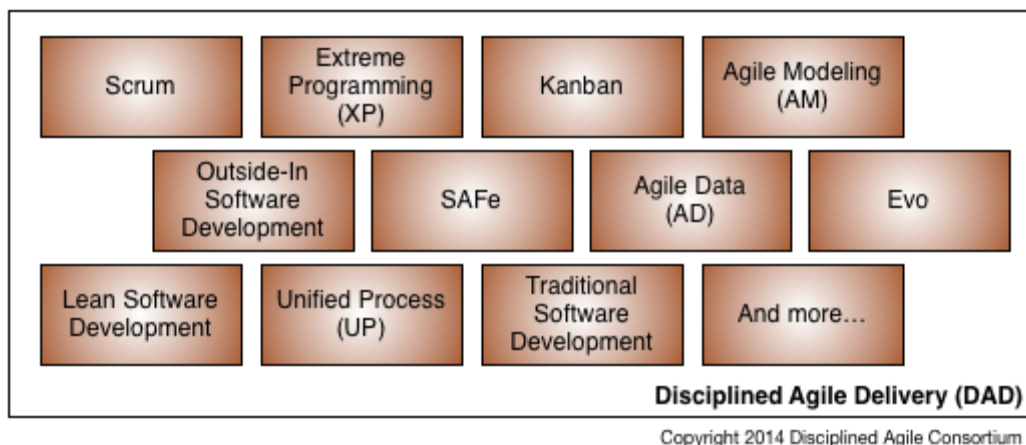 Scrum
Extreme
Programming
(XP)
Kanban
Agile Modeling
(AM)
Outside-In
Software
Development
SAFe
Agile Data
(AD)
Evo
Lean Software
Development
Unified Process
(UP)
Traditional
Software
Development
And more…
Disciplined Agile Delivery (DAD)
Copyright 2014 Disciplined Agile Consortium